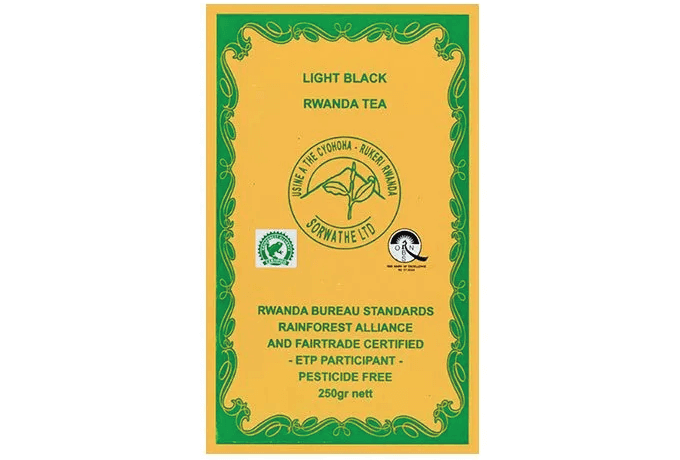 LIGHT BLACK
RWANDA TEA
USINE A THE CYOHOHA - RUKERI RWANDA
SORWATHE LTD
RWANDA BUREAU STANDARDS
RAINFOREST ALLIANCE
AND FAIRTRADE CERTIFIED
- ETP PARTICIPANT -
PESTICIDE FREE
250gr nett